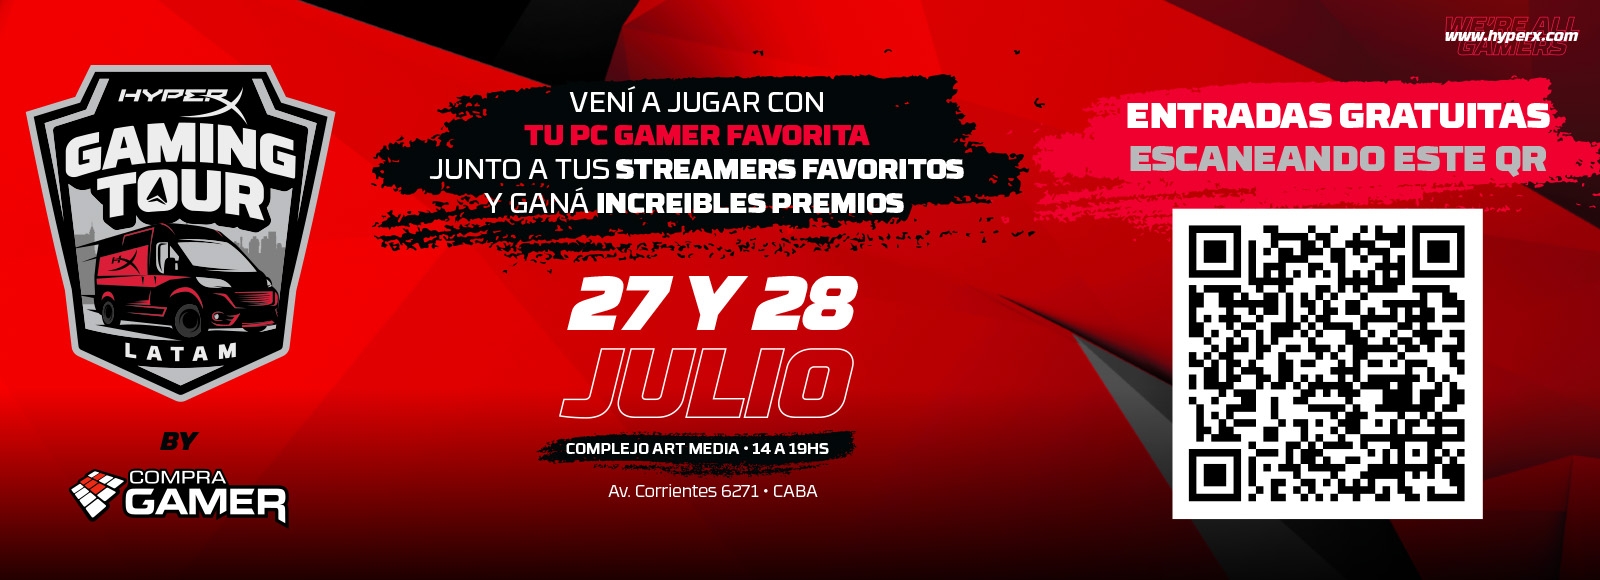 HYPERX
GAMING
TOUR
HX
LATAM
BY
COMPRA
GAMER
VENÍ A JUGAR CON
TU PC GAMER FAVORITA
JUNTO A TUS STREAMERS FAVORITOS
Y GANÁ INCREIBLES PREMIOS
27 Y 28
JULIO
COMPLEJO ART MEDIA • 14 A 19HS
Av. Corrientes 6271 • CABA
WE'RE ALL
www.hyperx.com
GAMERS
ENTRADAS GRATUITAS
ESCANEANDO ESTE QR